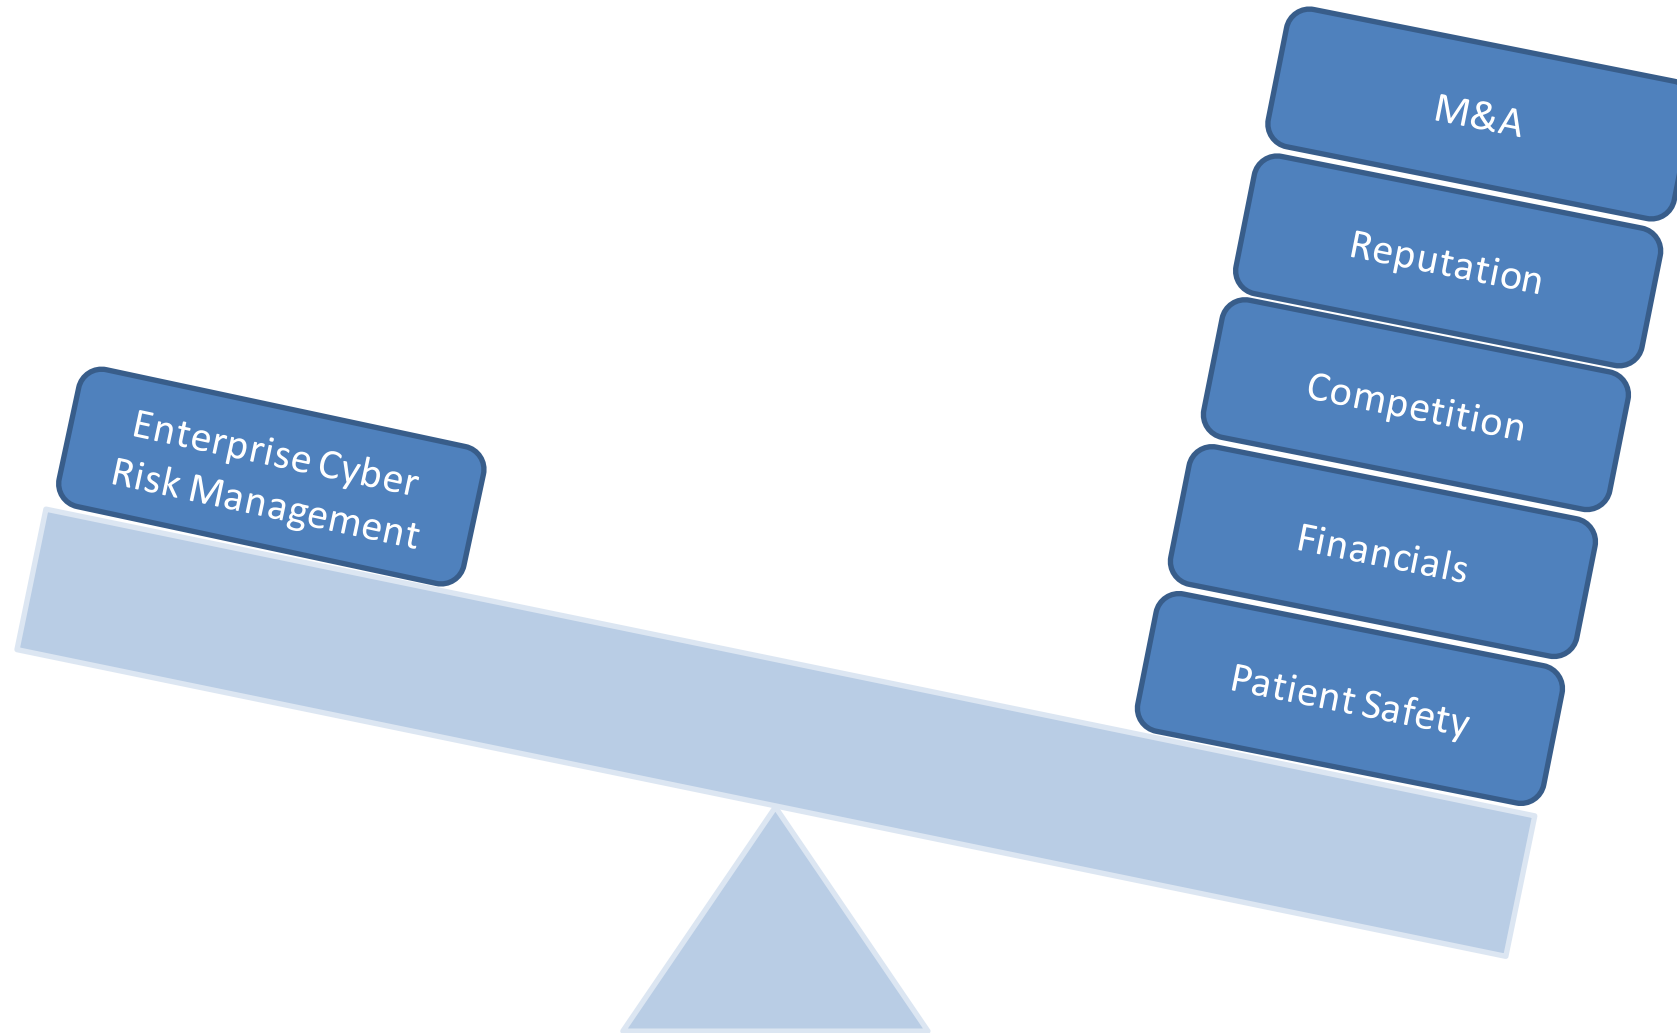 Enterprise Cyber
Risk Management
M&A
Reputation
Competition
Financials
Patient Safety